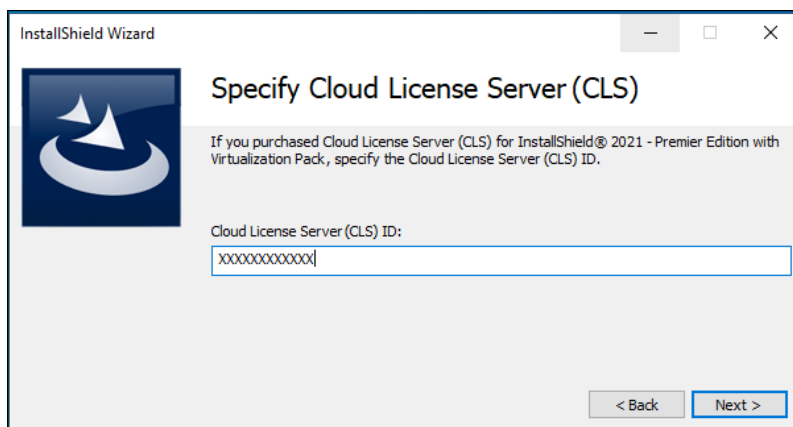 InstallShield Wizard
Specify Cloud License Server (CLS)
If you purchased Cloud License Server (CLS) for InstallShield® 2021 - Premier Edition with
Virtualization Pack, specify the Cloud License Server (CLS) ID.
Cloud License Server (CLS) ID:
XXXXXXXXXXXX
< Back
Next >